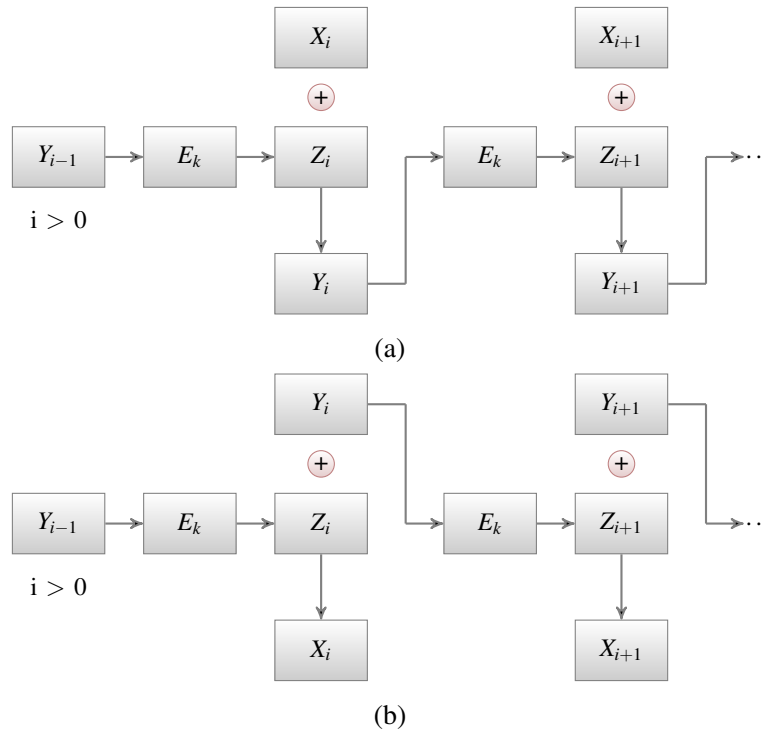 X_i X_{i+1}
+ +
Y_{i−1} E_k Z_i E_k Z_{i+1} ··
i > 0
Y_i Y_{i+1}
(a)
Y_i Y_{i+1}
+ +
Y_{i−1} E_k Z_i E_k Z_{i+1} ··
i > 0
X_i X_{i+1}
(b)